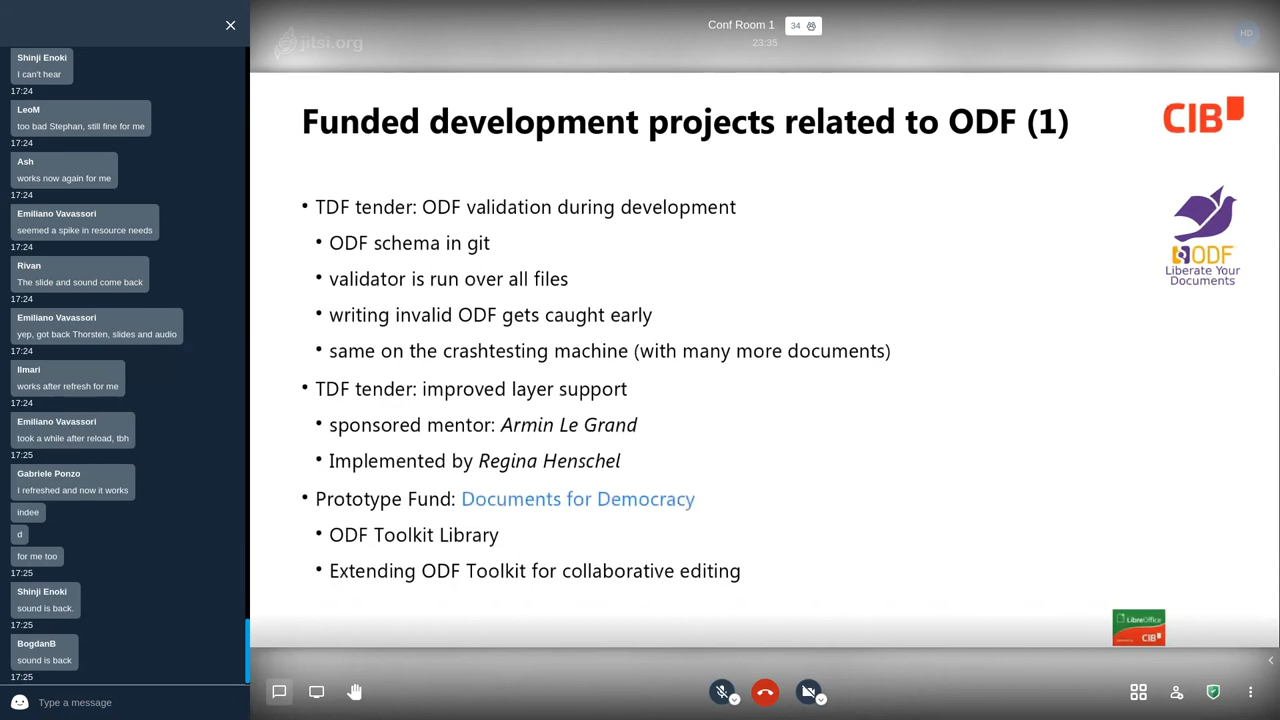 Shinji Enoki
I can't hear
17:24
LeoM
too bad Stephan, still fine for me
17:24
Ash
works now again for me
17:24
Emiliano Vavassori
seemed a spike in resource needs
17:24
Rivan
The slide and sound come back
17:24
Emiliano Vavassori
yep, got back Thorsten, slides and audio
17:24
Ilmari
works after refresh for me
17:24
Emiliano Vavassori
took a while after reload, tbh
17:25
Gabriele Ponzo
I refreshed and now it works
indee
d
for me too
17:25
Shinji Enoki
sound is back.
17:25
BogdanB
sound is back
17:25
Type a message
jitsi.org
Conf Room 1
34
23:35
HD
Funded development projects related to ODF (1)
CIB
• TDF tender: ODF validation during development
• ODF schema in git
• validator is run over all files
• writing invalid ODF gets caught early
• same on the crashtesting machine (with many more documents)
• TDF tender: improved layer support
• sponsored mentor: Armin Le Grand
• Implemented by Regina Henschel
• Prototype Fund: Documents for Democracy
• ODF Toolkit Library
• Extending ODF Toolkit for collaborative editing
ODF
Liberate Your
Documents
LibreOffice
CIB